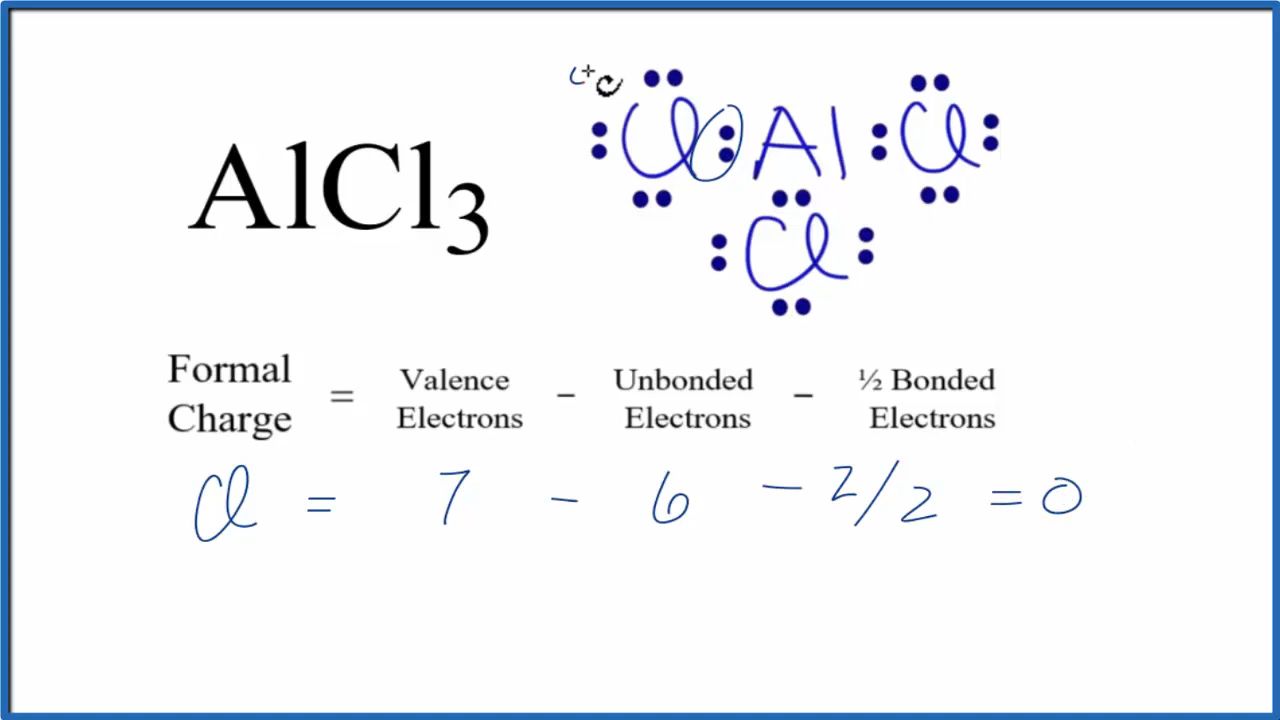 Cl Al Cl
AlCl3
Cl
Formal Charge = Valence Electrons - Unbonded Electrons - ½ Bonded Electrons
Cl = 7 - 6 - 2/2 = 0